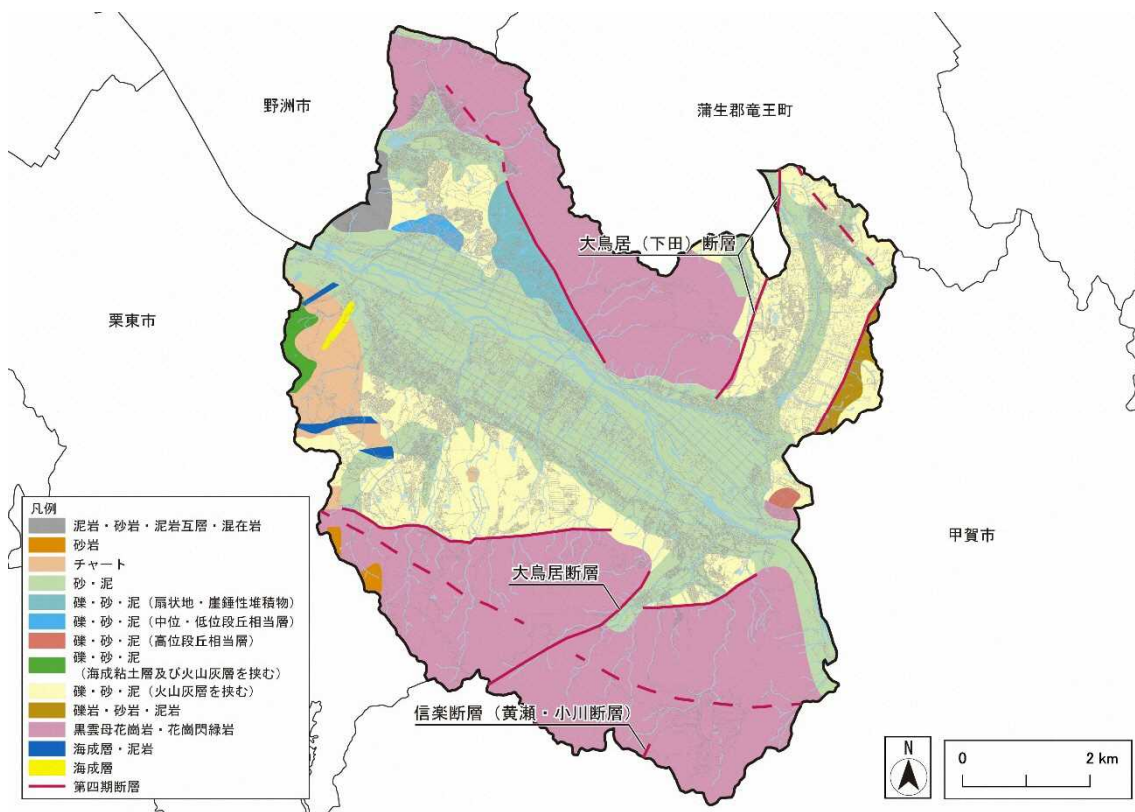 野洲市
蒲生郡竜王町
大鳥居（下田）断層
栗東市
甲賀市
大鳥居断層
信楽断層（黄瀬・小川断層）
凡例
泥岩・砂岩・泥岩互層・混在岩
砂岩
チャート
砂・泥
礫・砂・泥（扇状地・崖錐性堆積物）
礫・砂・泥（中位・低位段丘相当層）
礫・砂・泥（高位段丘相当層）
礫・砂・泥
（海成粘土層及び火山灰層を挟む）
礫・砂・泥（火山灰層を挟む）
礫岩・砂岩・泥岩
黒雲母花崗岩・花崗閃緑岩
海成層・泥岩
海成層
第四期断層
N
0 2 km